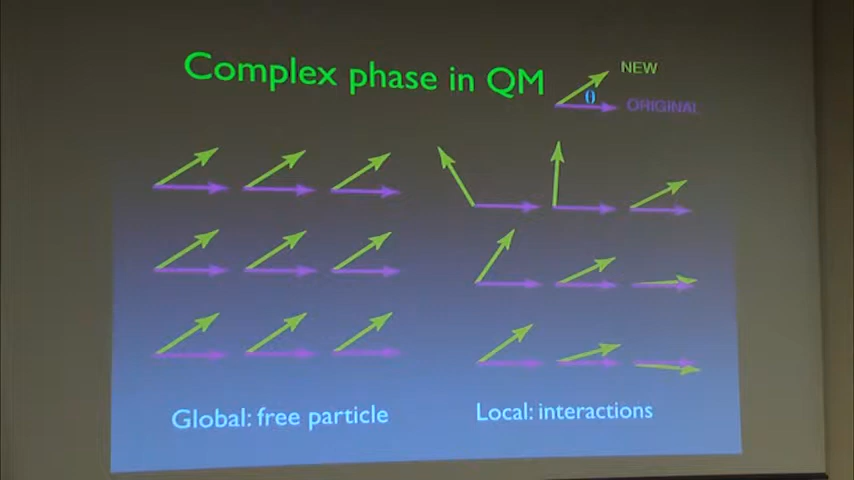 Complex phase in QM
NEW
θ
ORIGINAL
Global: free particle
Local: interactions